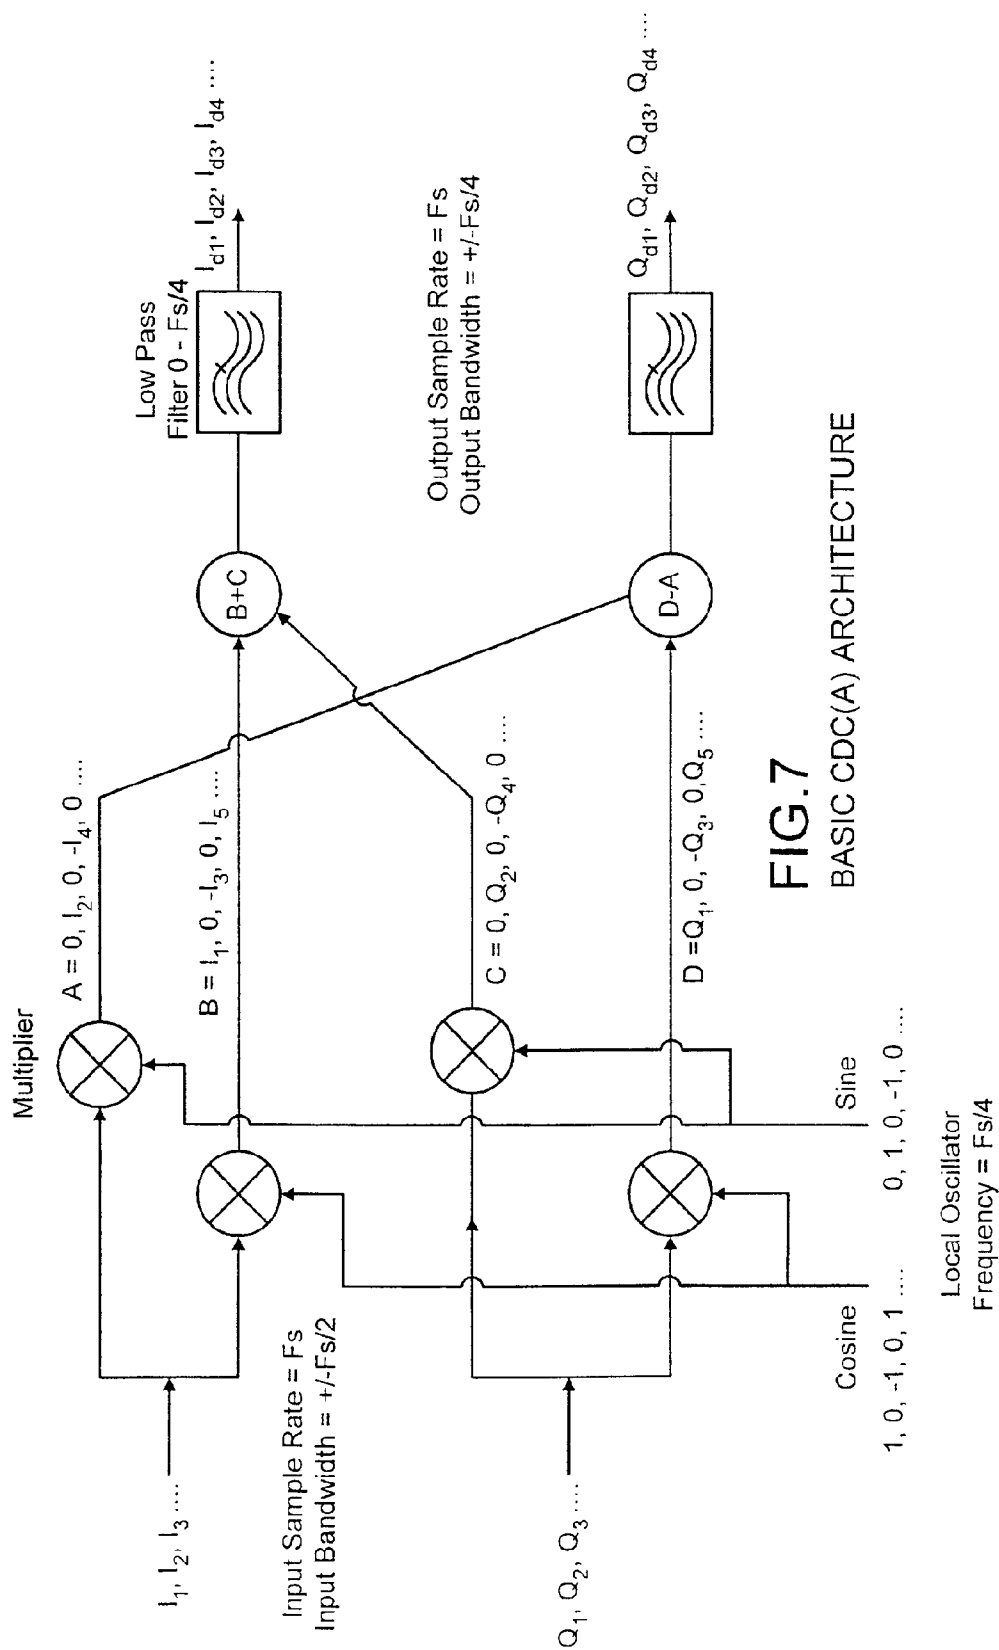 I1, I2, I3 .....
Input Sample Rate = Fs
Input Bandwidth = +/-Fs/2
Q1, Q2, Q3 .....
Multiplier
A = 0, I2, 0, -I4, 0 .....
B = I1, 0, -I3, 0, I5 .....
C = 0, Q2, 0, -Q4, 0 .....
D =Q1, 0, -Q3, 0,Q5 .....
B+C
D-A
Low Pass
Filter 0 - Fs/4
Id1, Id2, Id3, Id4 ....
Output Sample Rate = Fs
Output Bandwidth = +/-Fs/4
Qd1, Qd2, Qd3, Qd4 ....
Cosine
1, 0, -1, 0, 1 .....
Sine
0, 1, 0, -1, 0 .....
Local Oscillator
Frequency = Fs/4
FIG.7
BASIC CDC(A) ARCHITECTURE